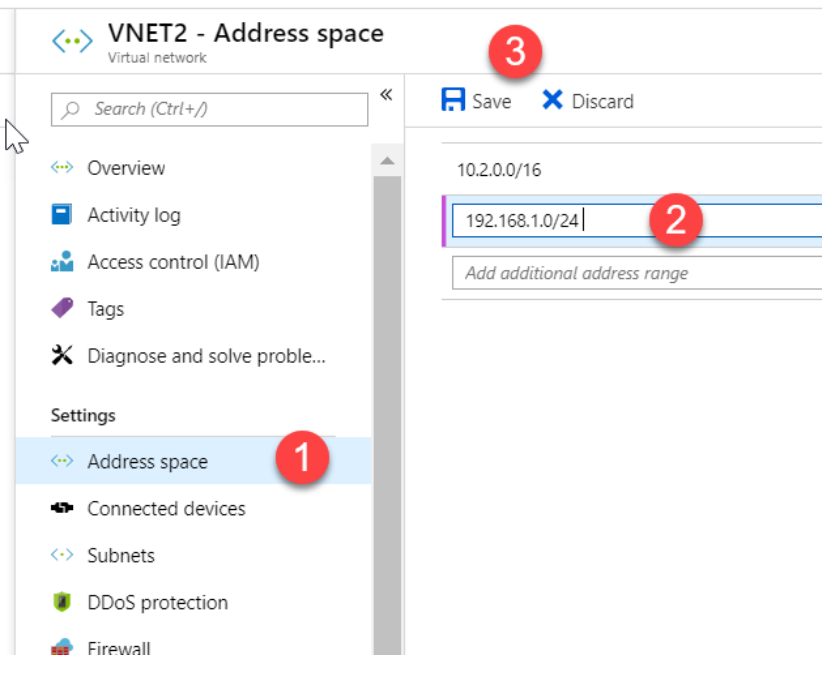 VNET2 - Address space
Virtual network
3
Search (Ctrl+/)
«
Save
Discard
Overview
10.2.0.0/16
Activity log
192.168.1.0/24
2
Access control (IAM)
Add additional address range
Tags
Diagnose and solve proble...
Settings
Address space
1
Connected devices
Subnets
DDoS protection
Firewall